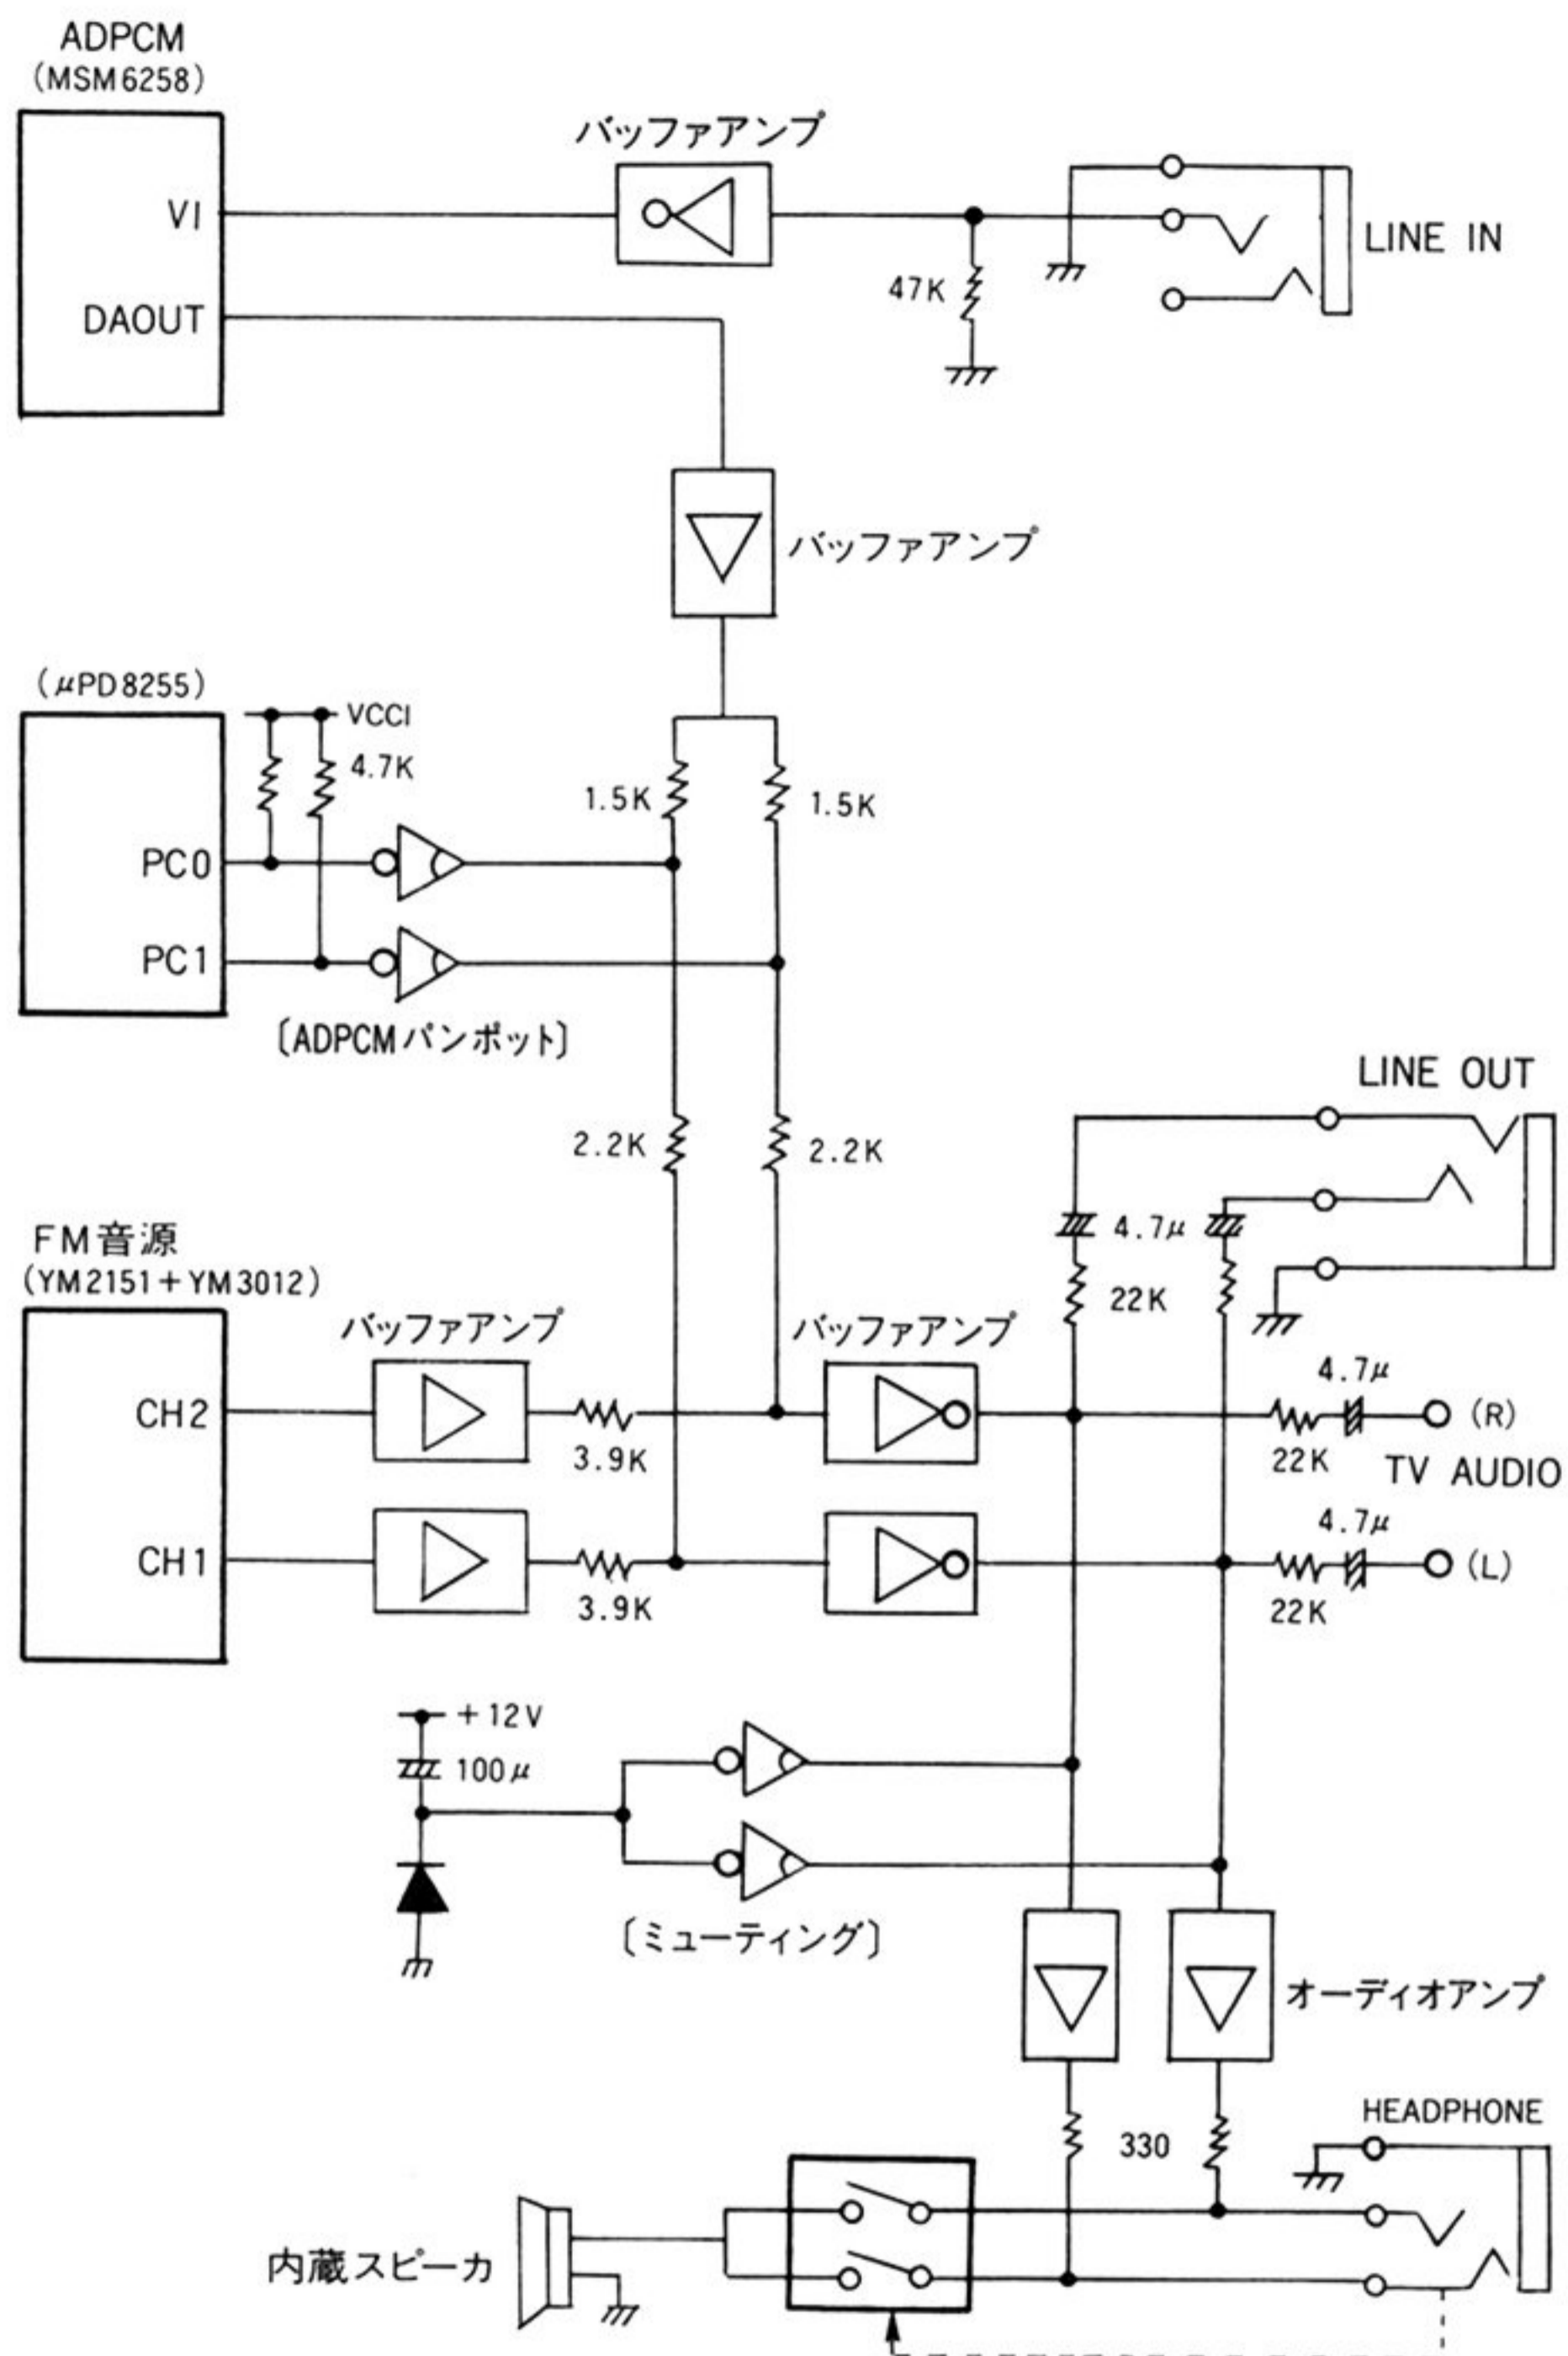 ADPCM
(MSM6258)
バッファアンプ
VI
LINE IN
47K
DAOUT
バッファアンプ
(μPD8255)
VCCI
4.7K
1.5K
1.5K
PC0
PC1
〔ADPCMパンポット〕
LINE OUT
2.2K
2.2K
4.7μ
FM音源
(YM2151+YM3012)
22K
バッファアンプ
バッファアンプ
4.7μ
CH2
(R)
3.9K
22K
TV AUDIO
4.7μ
CH1
(L)
3.9K
22K
+12V
100μ
〔ミューティング〕
オーディオアンプ
HEADPHONE
330
内蔵スピーカ